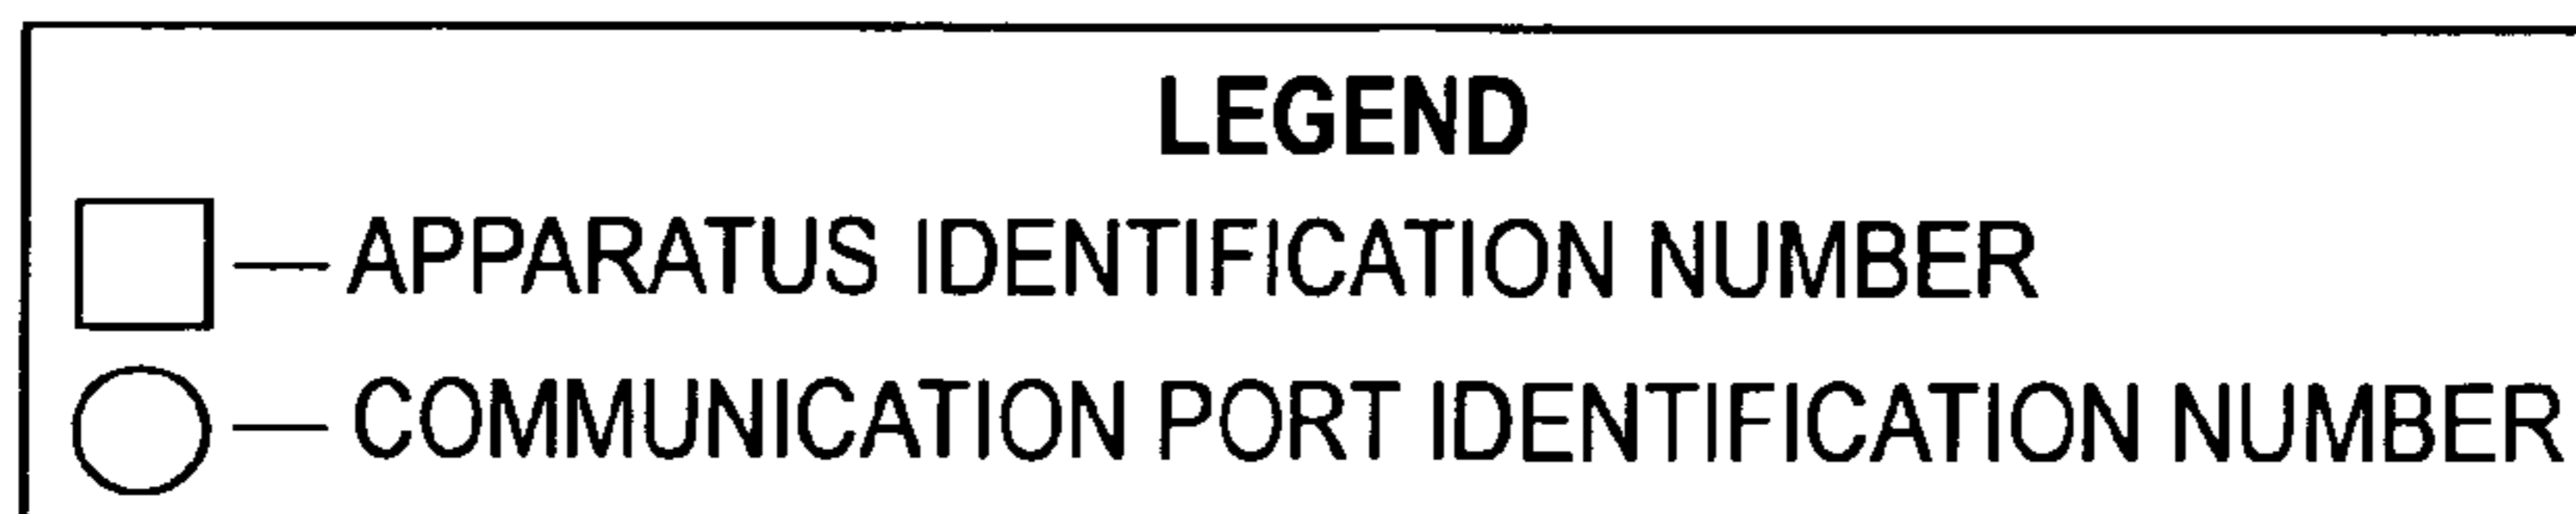 LEGEND
— APPARATUS IDENTIFICATION NUMBER
— COMMUNICATION PORT IDENTIFICATION NUMBER